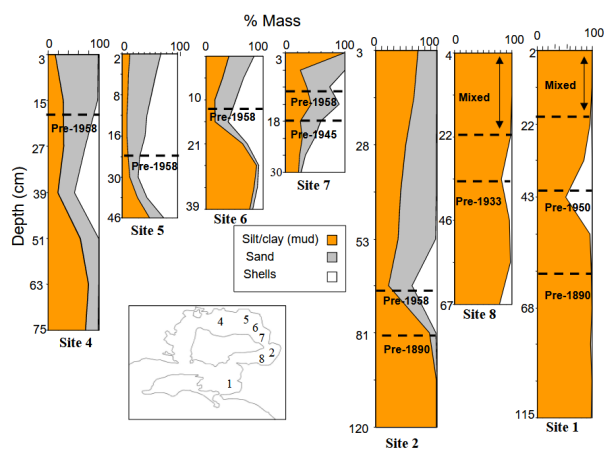 % Mass
0 100
0 100
0 100
0 100
0 100
0 100
0 100
Depth (cm)
3
15
27
39
51
63
75
Pre-1958
Site 4
2
8
16
30
46
Pre-1958
Site 5
3
10
21
39
Pre-1958
Site 6
3
18
30
Pre-1958
Pre-1945
Site 7
3
28
53
81
120
Pre-1958
Pre-1890
Site 2
4
22
46
67
Mixed
Pre-1933
Site 8
2
22
43
68
115
Mixed
Pre-1950
Pre-1890
Site 1
Silt/clay (mud)
Sand
Shells
4
5
6
7
2
8
1